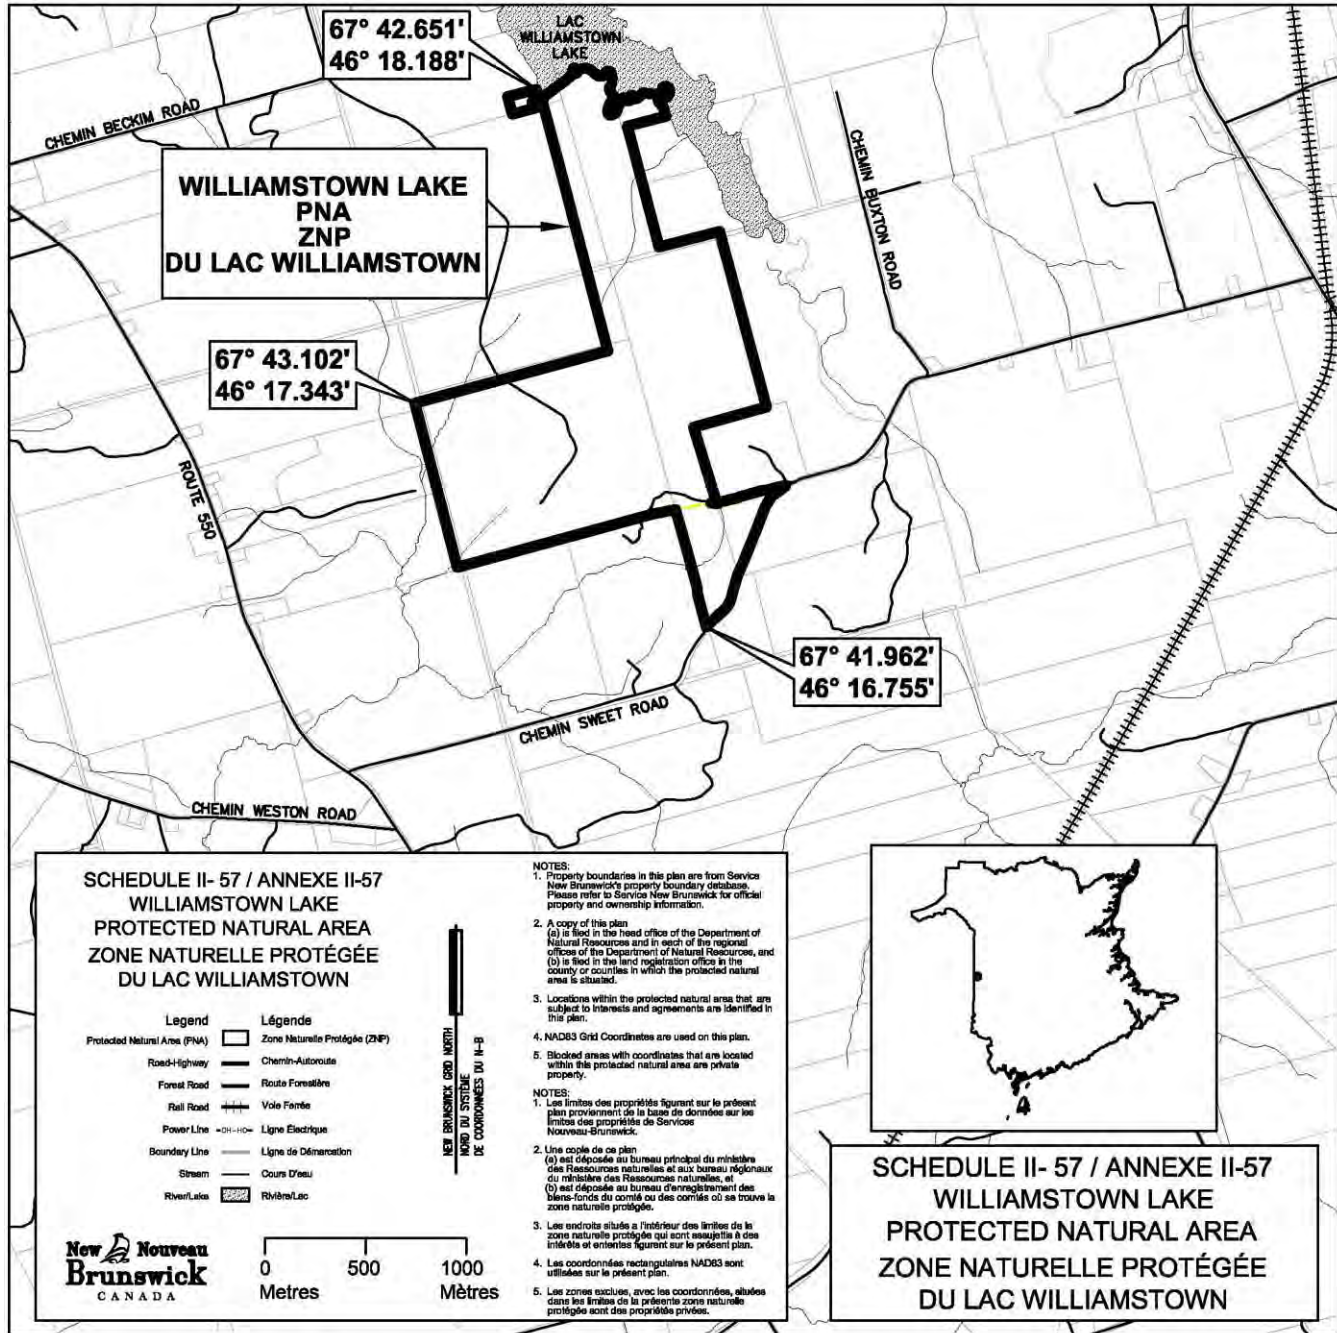 67° 42.651'
46° 18.188'
LAC
WILLIAMSTOWN
LAKE
CHEMIN BECKIM ROAD
WILLIAMSTOWN LAKE
PNA
ZNP
DU LAC WILLIAMSTOWN
CHEMIN BUXTON ROAD
67° 43.102'
46° 17.343'
ROUTE 550
67° 41.962'
46° 16.755'
CHEMIN SWEET ROAD
CHEMIN WESTON ROAD
SCHEDULE II- 57 / ANNEXE II-57
WILLIAMSTOWN LAKE
PROTECTED NATURAL AREA
ZONE NATURELLE PROTÉGÉE
DU LAC WILLIAMSTOWN
Legend Légende
Protected Natural Area (PNA) Zone Naturelle Protégée (ZNP)
Road-Highway Chemin-Autoroute
Forest Road Route Forestière
Rail Road Voie Ferrée
Power Line -OH-HO- Ligne Électrique
Boundary Line Ligne de Démarcation
Stream Cours D'eau
River/Lake Rivière/Lac
New Nouveau
Brunswick
CANADA
0 500 1000
Metres Mètres
NEW BRUNSWICK GRID NORTH
NORD DU SYSTÈME
DE COORDONNÉES DU N-B
NOTES:
1. Property boundaries in this plan are from Service
New Brunswick's property boundary database.
Please refer to Service New Brunswick for official
property and ownership information.
2. A copy of this plan
(a) is filed in the head office of the Department of
Natural Resources and in each of the regional
offices of the Department of Natural Resources, and
(b) is filed in the land registration office in the
county or counties in which the protected natural
area is situated.
3. Locations within the protected natural area that are
subject to interests and agreements are identified in
this plan.
4. NAD83 Grid Coordinates are used on this plan.
5. Blocked areas with coordinates that are located
within this protected natural area are private
property.
NOTES:
1. Les limites des propriétés figurant sur le présent
plan proviennent de la base de données sur les
limites des propriétés de Services
Nouveau-Brunswick.
2. Une copie de ce plan
(a) est déposée au bureau principal du ministère
des Ressources naturelles et aux bureau régionaux
du ministère des Ressources naturelles, et
(b) est déposée au bureau d'enregistrement des
biens-fonds du comté ou des comtés où se trouve la
zone naturelle protégée.
3. Les endroits situés a l'intérieur des limites de la
zone naturelle protégée qui sont assujettis à des
intérêts et ententes figurent sur le présent plan.
4. Les coordonnées rectangulaires NAD83 sont
utilisées sur le présent plan.
5. Les zones exclues, avec les coordonnées, situées
dans les limites de la présente zone naturelle
protégée sont des propriétés privées.
SCHEDULE II- 57 / ANNEXE II-57
WILLIAMSTOWN LAKE
PROTECTED NATURAL AREA
ZONE NATURELLE PROTÉGÉE
DU LAC WILLIAMSTOWN